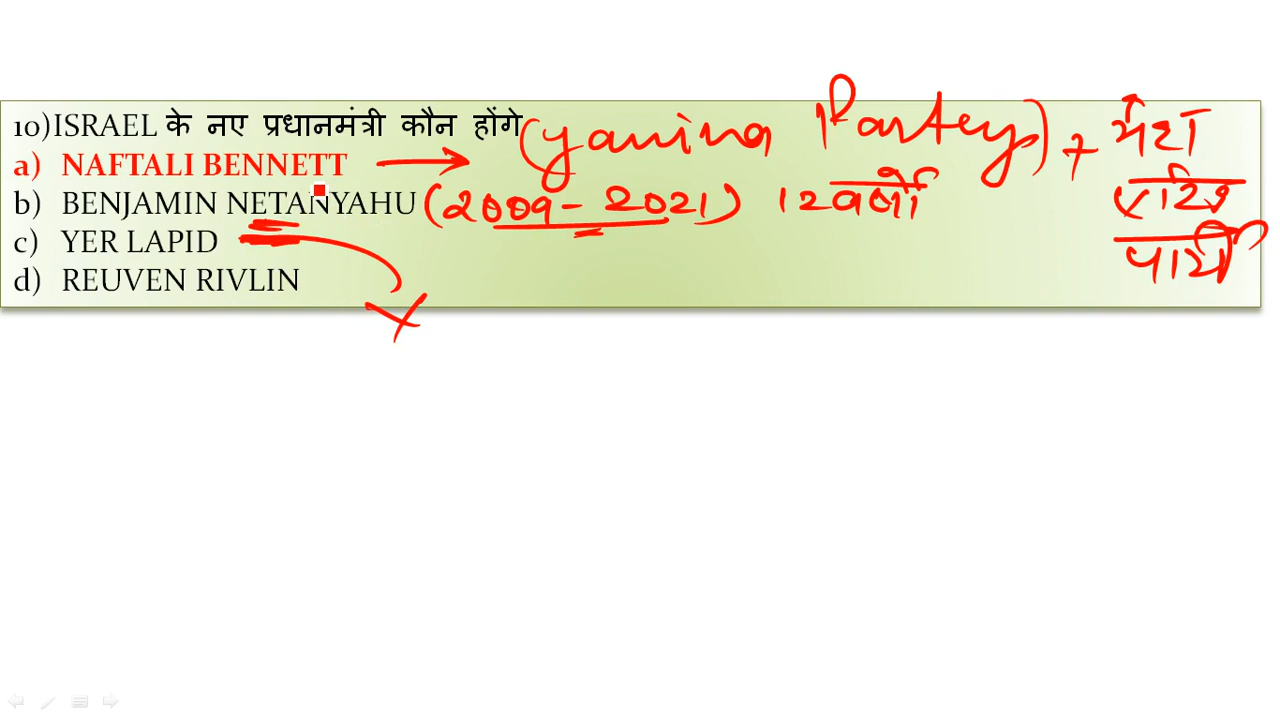 10)ISRAEL के नए प्रधानमंत्री कौन होंगे
a) NAFTALI BENNETT
(Yamina Partey) +
b) BENJAMIN NETANYAHU
(2009 - 2021) 12 वर्षो
c) YER LAPID
d) REUVEN RIVLIN